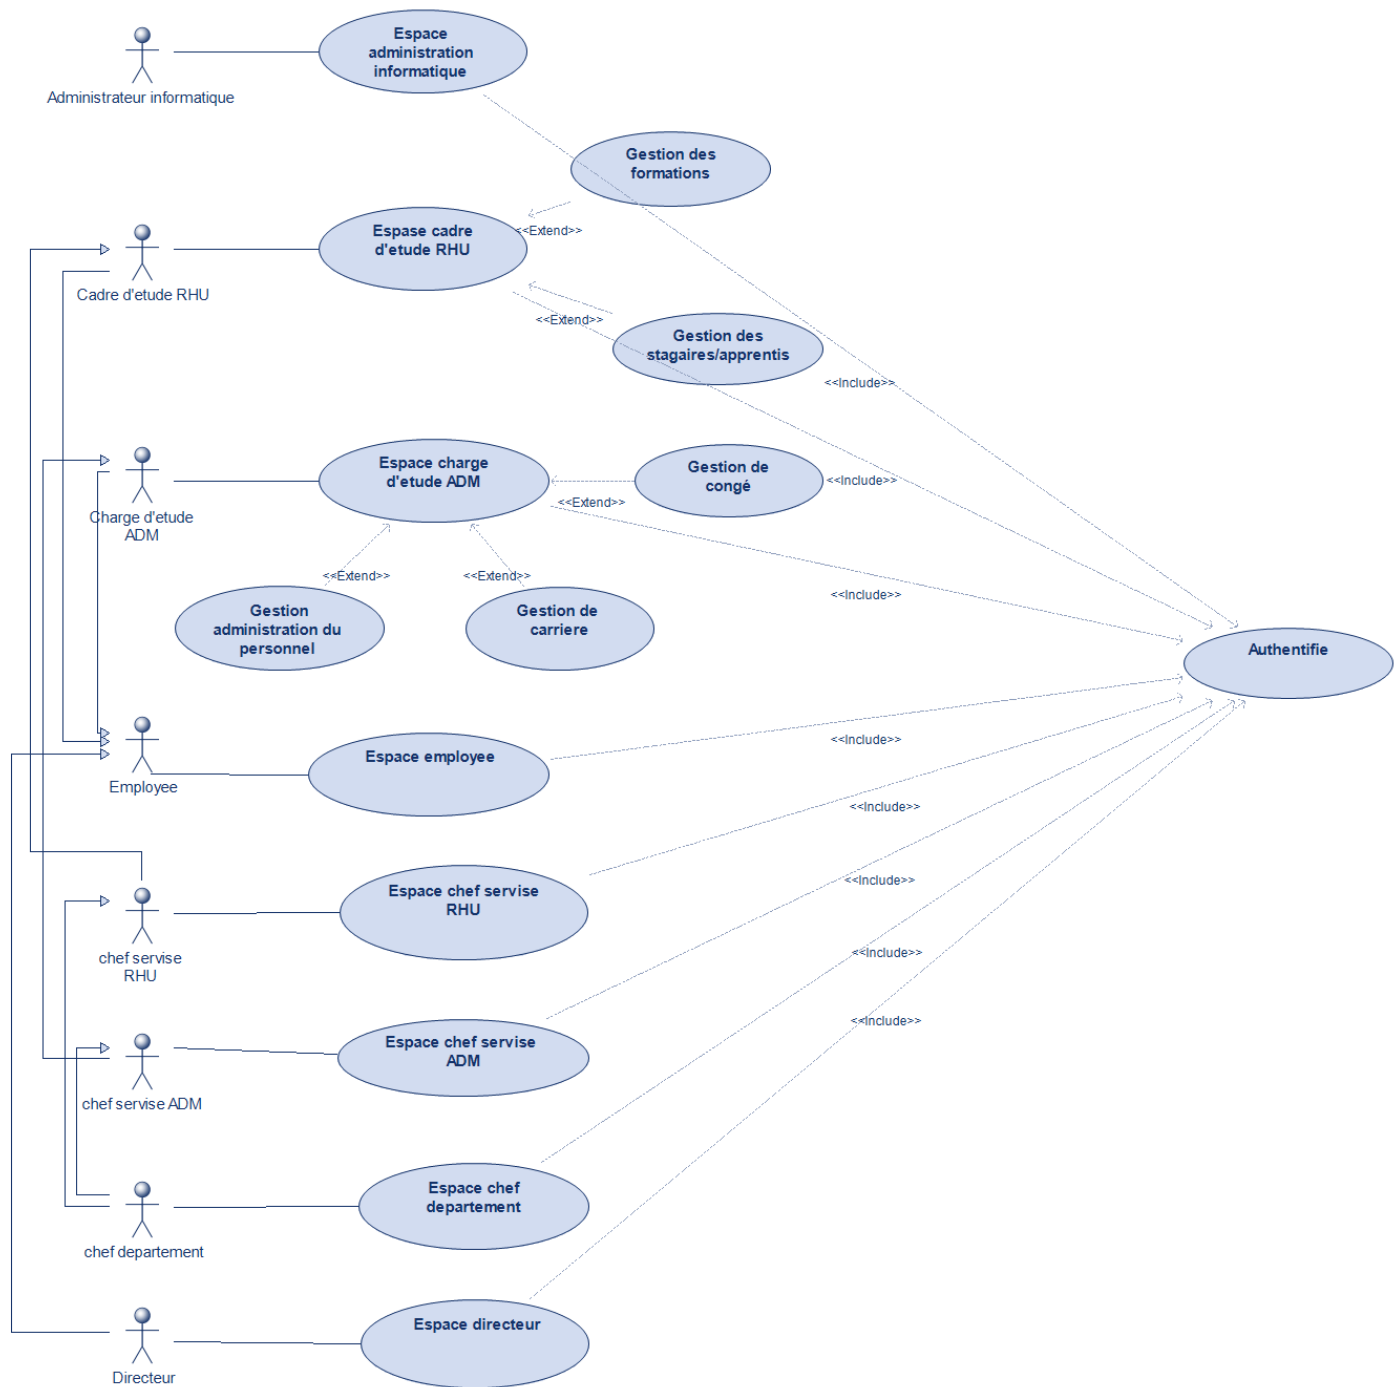 Espace
administration
informatique
Administrateur informatique
Gestion des
formations
Espase cadre
d'etude RHU
<<Extend>>
Cadre d'etude RHU
<<Extend>>
Gestion des
stagaires/apprentis
<<Include>>
Espace charge
d'etude ADM
Gestion de
congé
<<Include>>
<<Extend>>
Charge d'etude
ADM
<<Extend>>
<<Extend>>
<<Include>>
Gestion
administration du
personnel
Gestion de
carriere
Authentifie
Espace employee
<<Include>>
Employee
<<Include>>
Espace chef servise
RHU
<<Include>>
chef servise
RHU
<<Include>>
<<Include>>
Espace chef servise
ADM
chef servise ADM
Espace chef
departement
chef departement
Espace directeur
Directeur